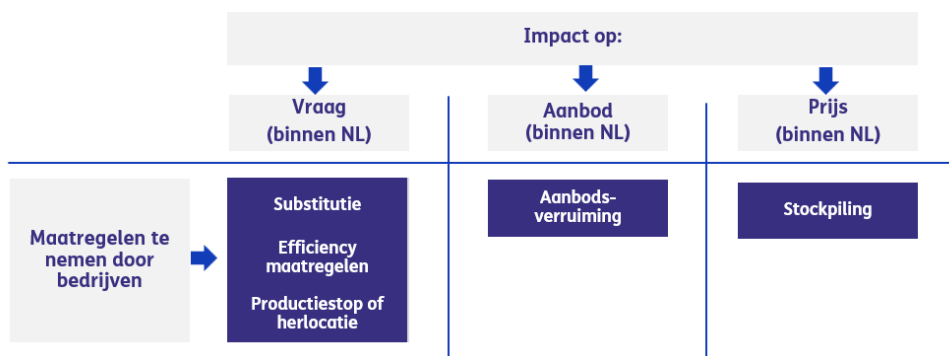 Impact op:
Vraag
(binnen NL)
Aanbod
(binnen NL)
Prijs
(binnen NL)
Maatregelen te
nemen door
bedrijven
Substitutie
Efficiency
maatregelen
Productiestop of
herlocatie
Aanbods-
verruiming
Stockpiling